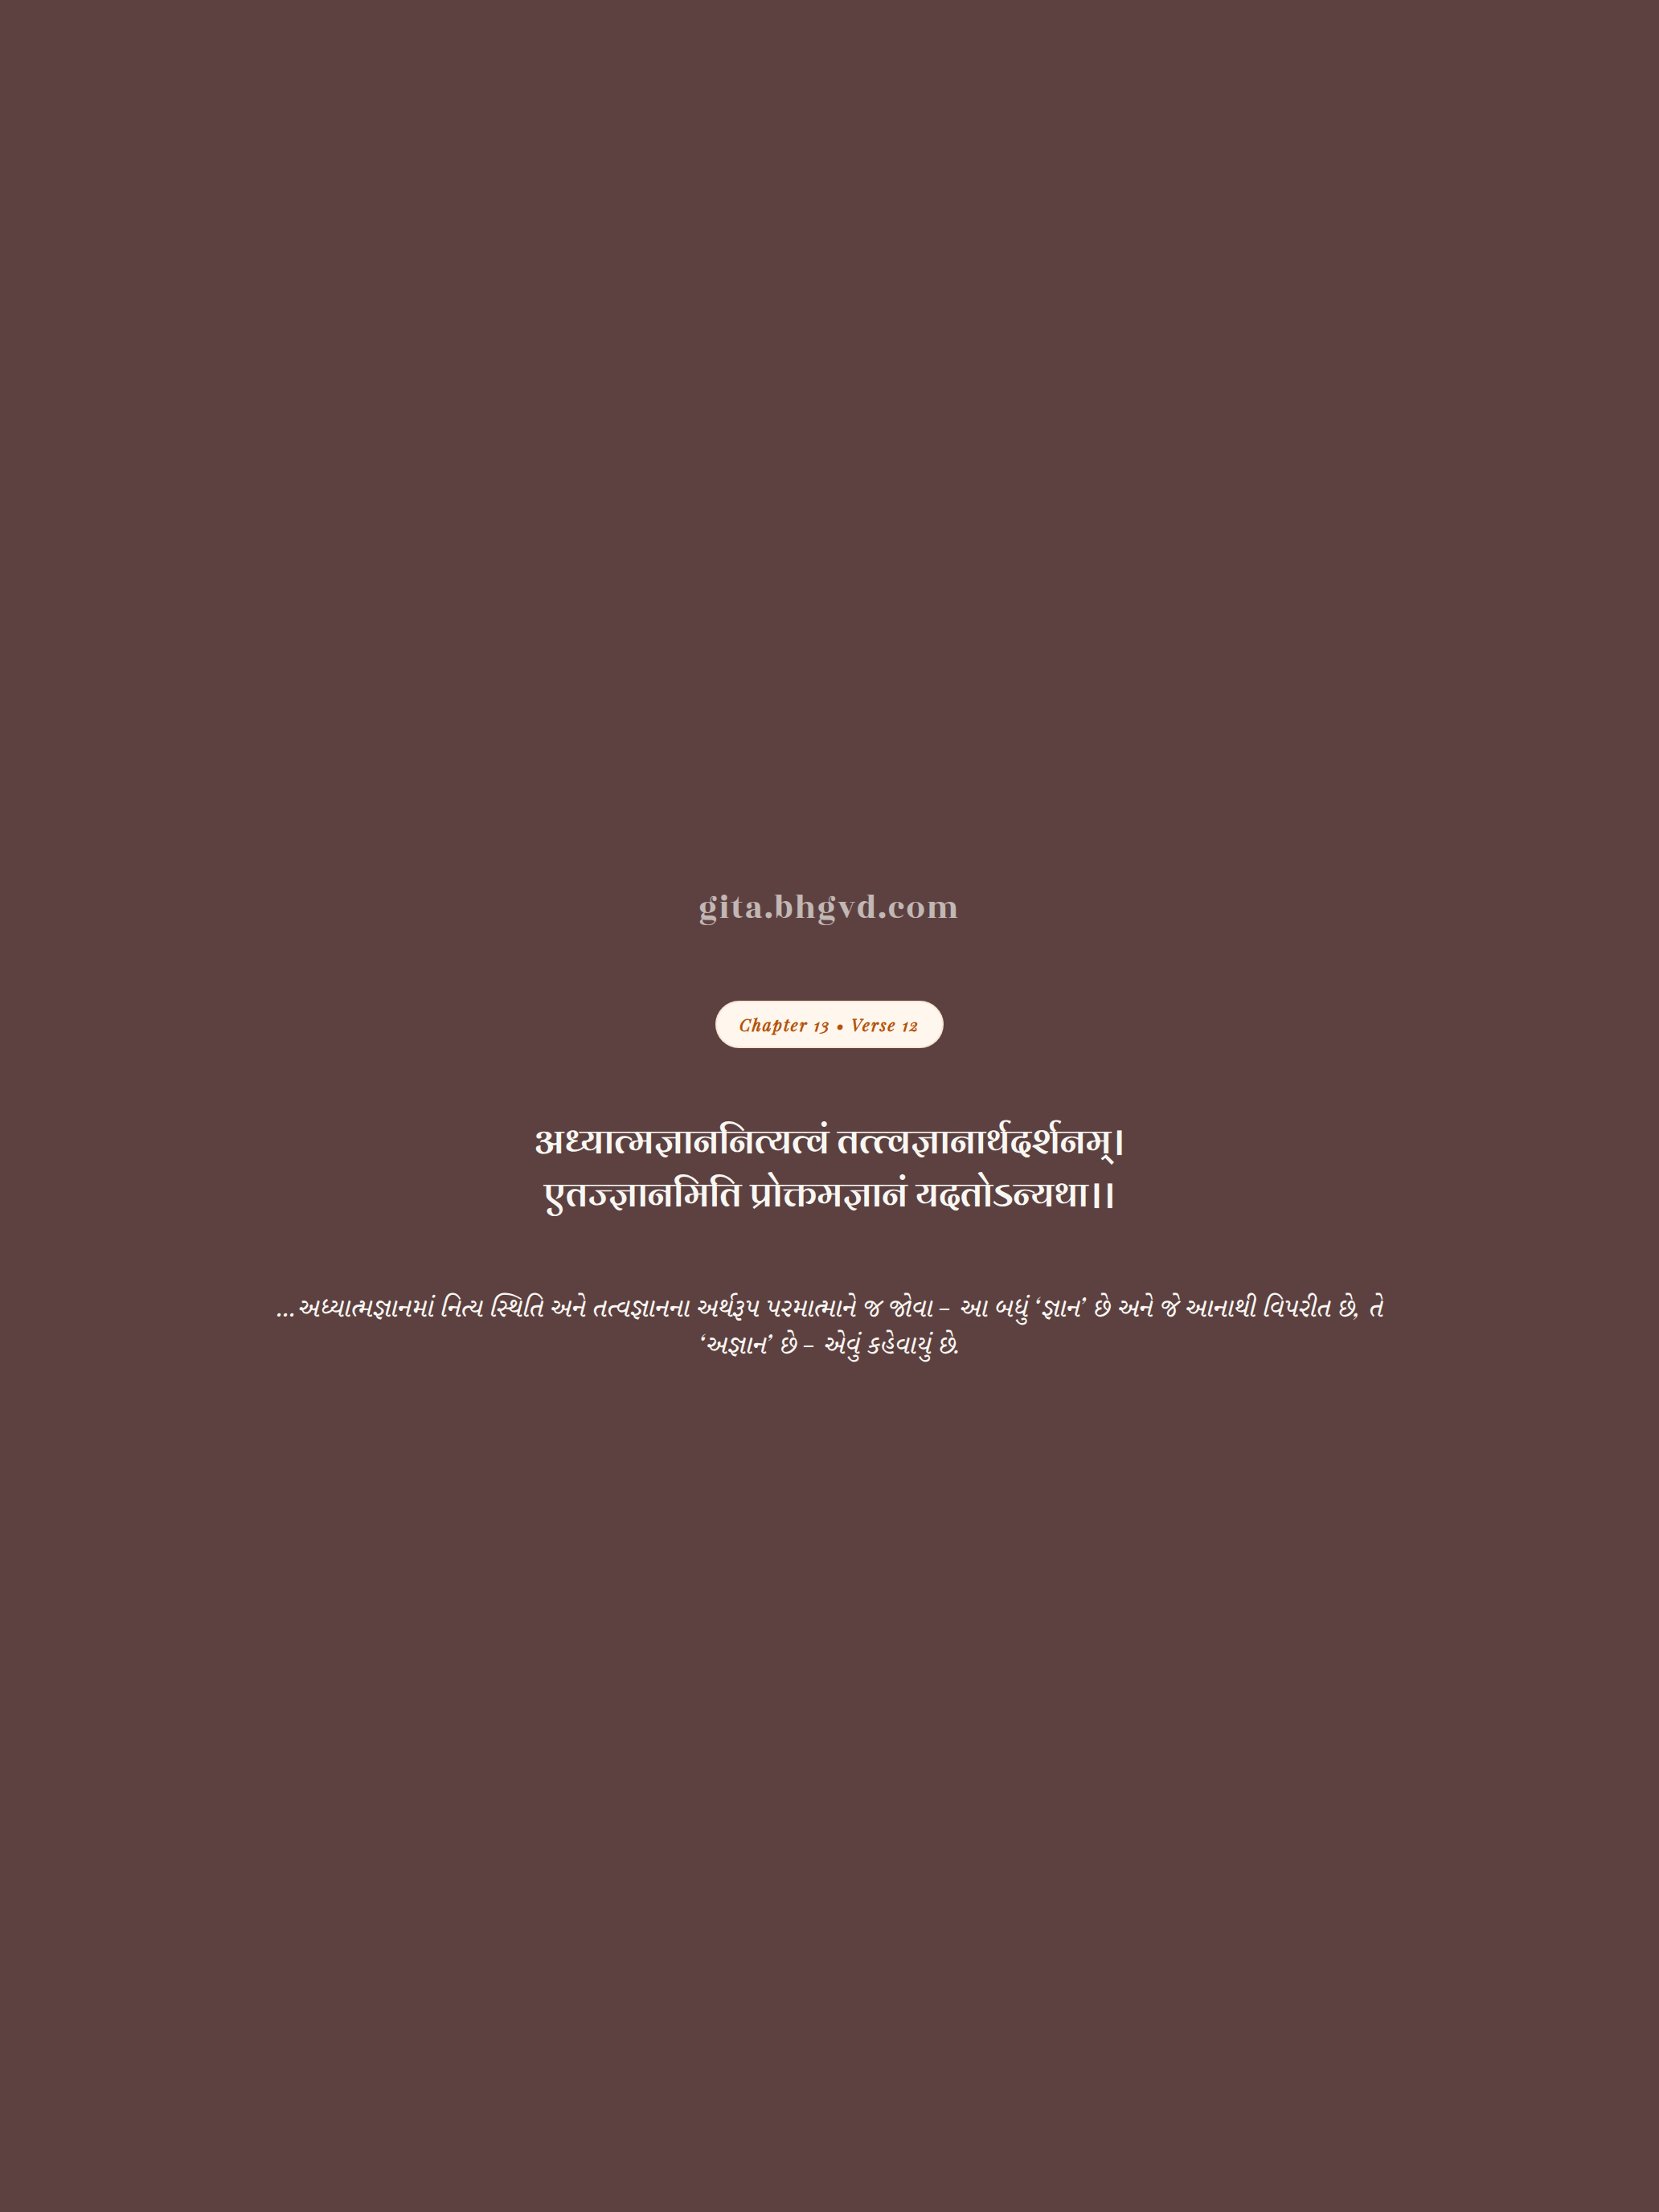 gita.bhgvd.com
Chapter 13 • Verse 12
अध्यात्मज्ञाननित्यत्वं तत्त्वज्ञानार्थदर्शनम्।
एतज्ज्ञानमिति प्रोक्तमज्ञानं यदतोऽन्यथा।।
...અધ્યાત્મજ્ઞાનમાં નિત્ય સ્થિતિ અને તત્વજ્ઞાનના અર્થરૂપ પરમાત્માને જ જોવા – આ બધું ‘જ્ઞાન’ છે અને જે આનાથી વિપરીત છે, તે
‘અજ્ઞાન’ છે – એવું કહેવાયું છે.